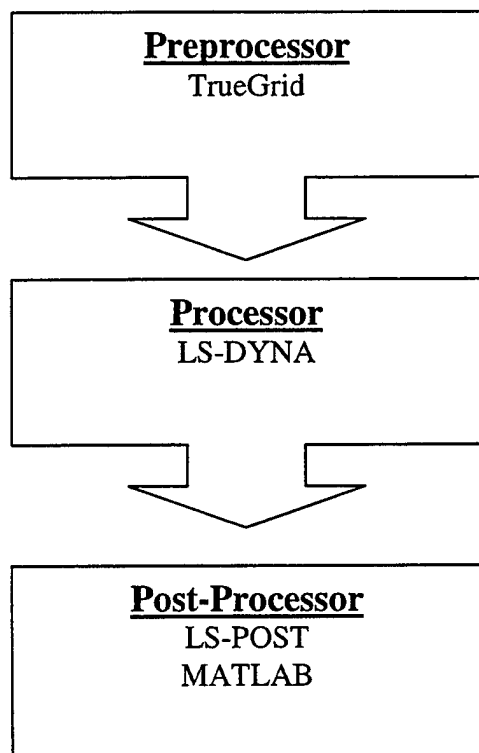 Preprocessor
TrueGrid
Processor
LS-DYNA
Post-Processor
LS-POST
MATLAB